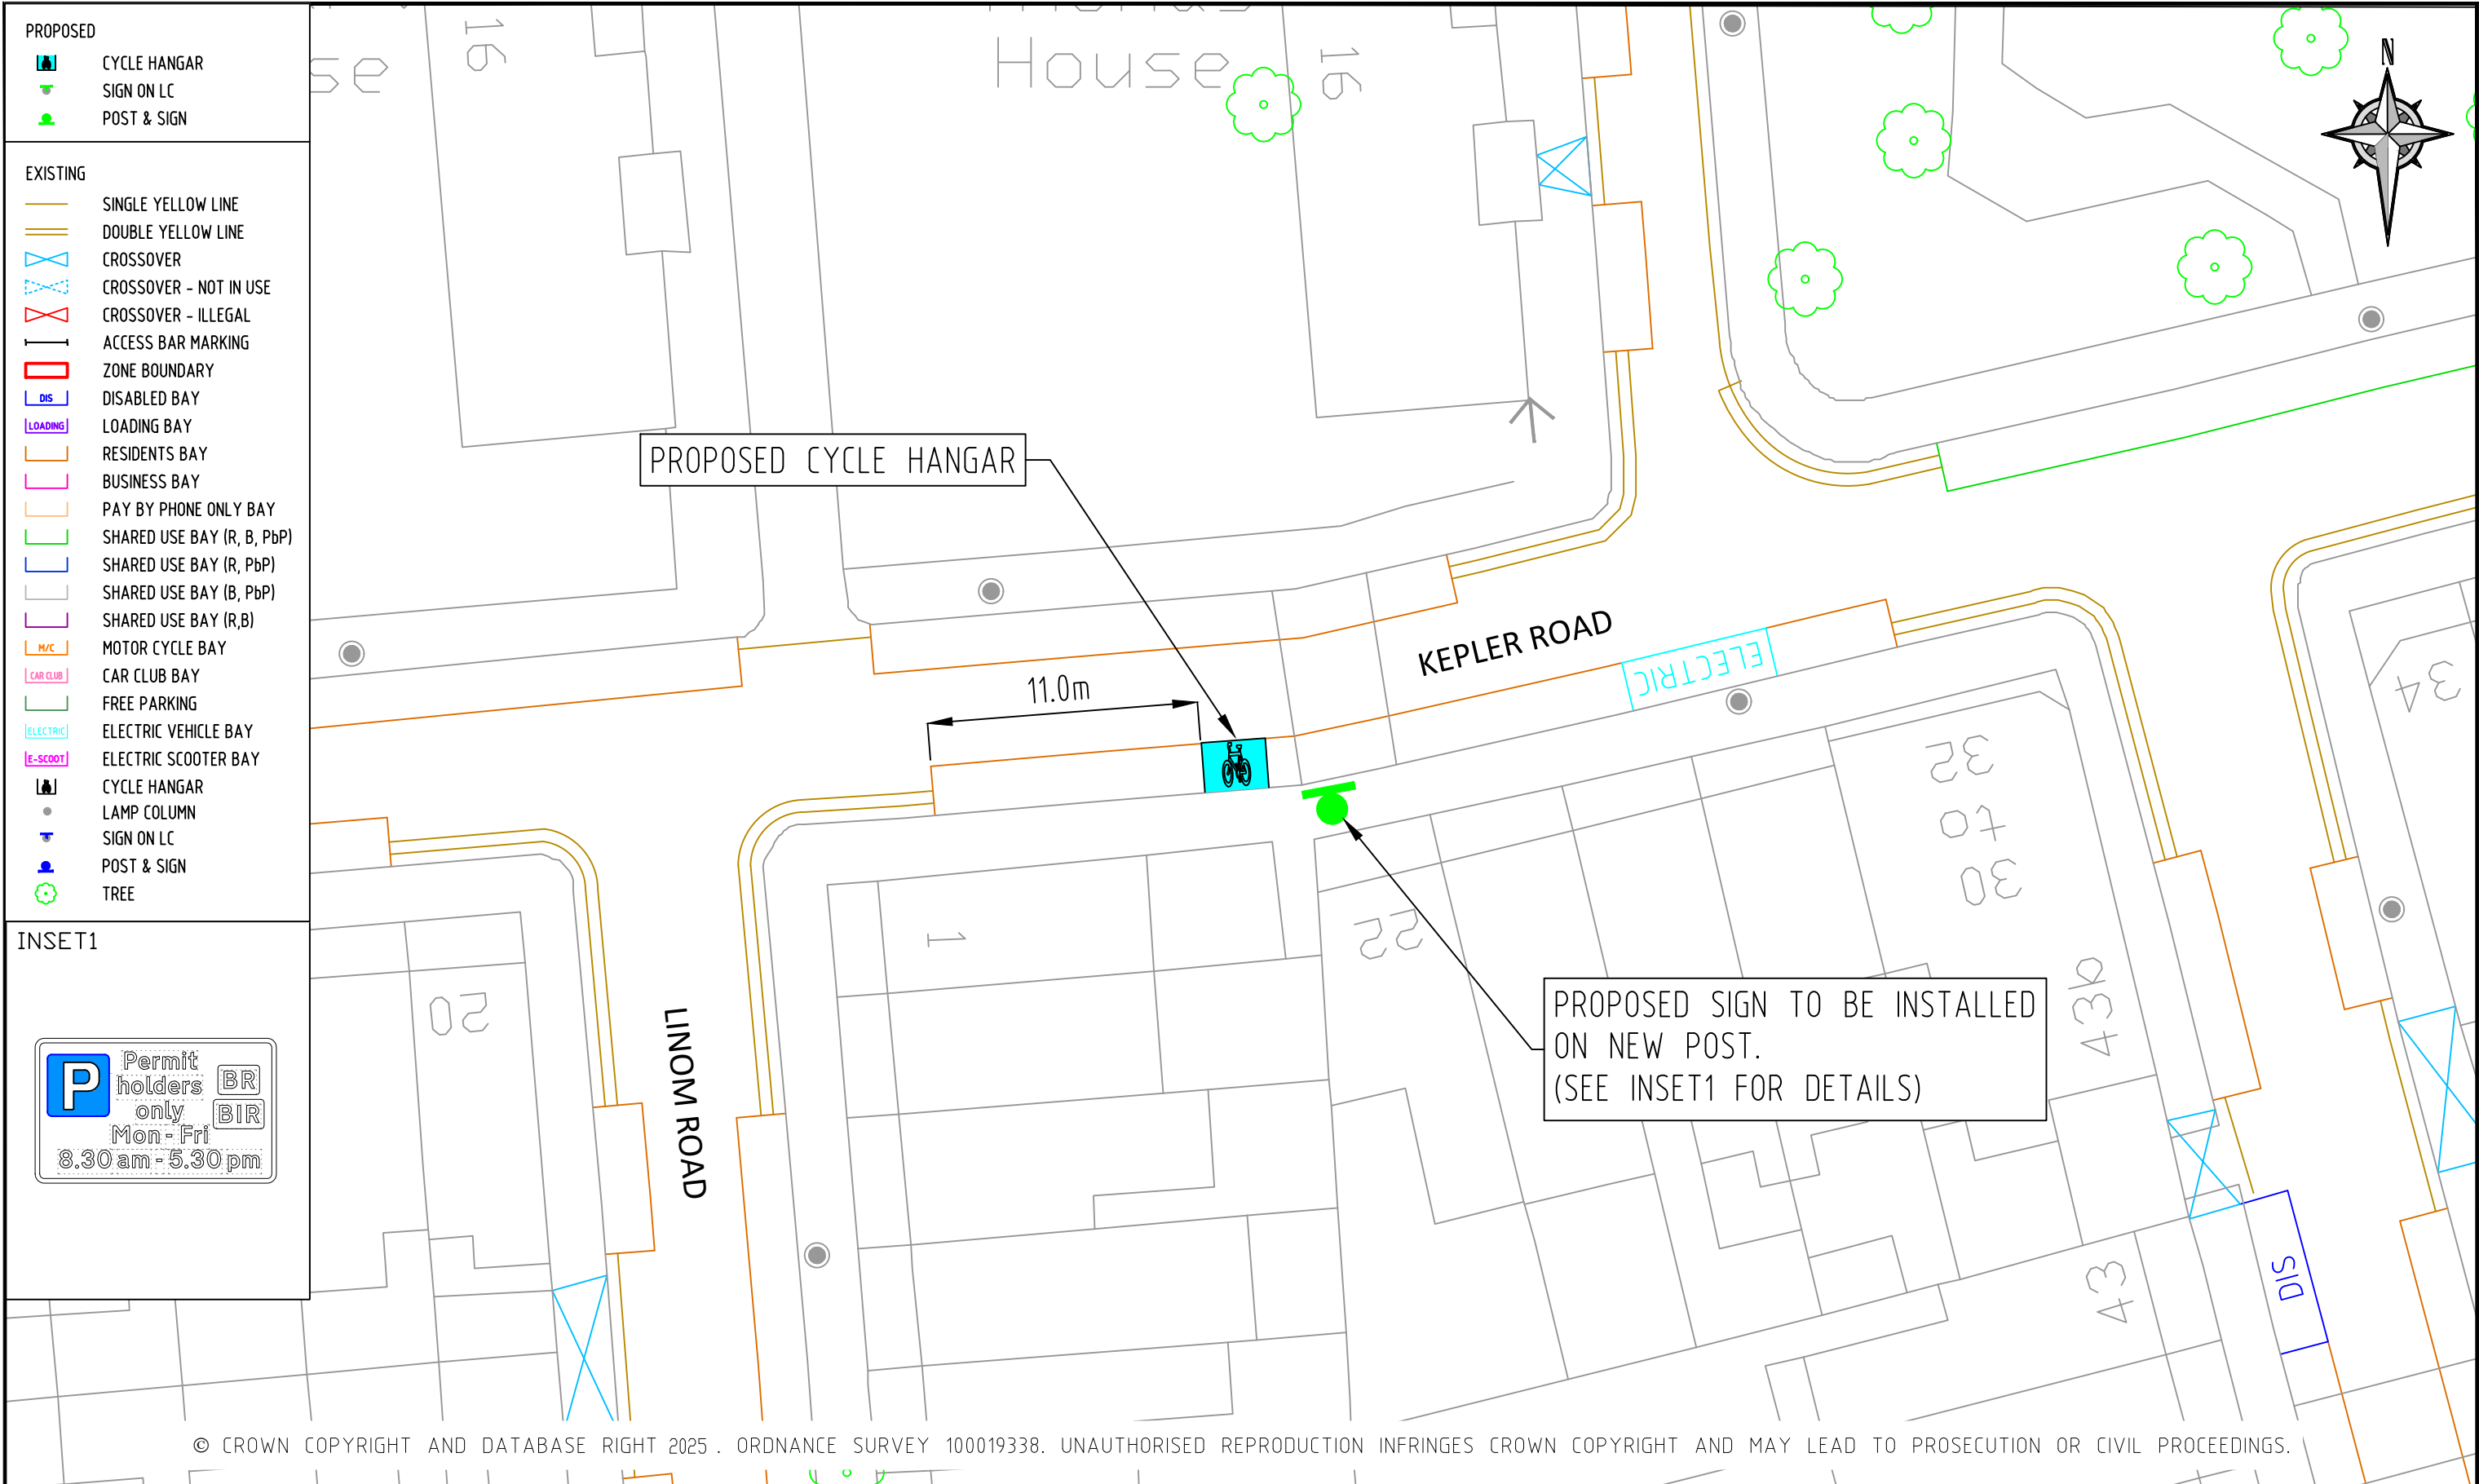 PROPOSED
CYCLE HANGAR
SIGN ON LC
POST & SIGN
EXISTING
SINGLE YELLOW LINE
DOUBLE YELLOW LINE
CROSSOVER
CROSSOVER - NOT IN USE
CROSSOVER - ILLEGAL
ACCESS BAR MARKING
ZONE BOUNDARY
DIS DISABLED BAY
LOADING LOADING BAY
RESIDENTS BAY
BUSINESS BAY
PAY BY PHONE ONLY BAY
SHARED USE BAY (R, B, PbP)
SHARED USE BAY (R, PbP)
SHARED USE BAY (B, PbP)
SHARED USE BAY (R,B)
M/C MOTOR CYCLE BAY
CAR CLUB CAR CLUB BAY
FREE PARKING
ELECTRIC ELECTRIC VEHICLE BAY
E-SCOOT ELECTRIC SCOOTER BAY
CYCLE HANGAR
LAMP COLUMN
SIGN ON LC
POST & SIGN
TREE
INSET1
P
Permit
holders
only
BR
BIR
Mon - Fri
8.30 am - 5.30 pm
se
16
House
16
N
PROPOSED CYCLE HANGAR
11.0m
KEPLER ROAD
ELECTRIC
LINOM ROAD
50
1
22
32
to
30
34
43
DIS
PROPOSED SIGN TO BE INSTALLED
ON NEW POST.
(SEE INSET1 FOR DETAILS)
© CROWN COPYRIGHT AND DATABASE RIGHT 2025 . ORDNANCE SURVEY 100019338. UNAUTHORISED REPRODUCTION INFRINGES CROWN COPYRIGHT AND MAY LEAD TO PROSECUTION OR CIVIL PROCEEDINGS.